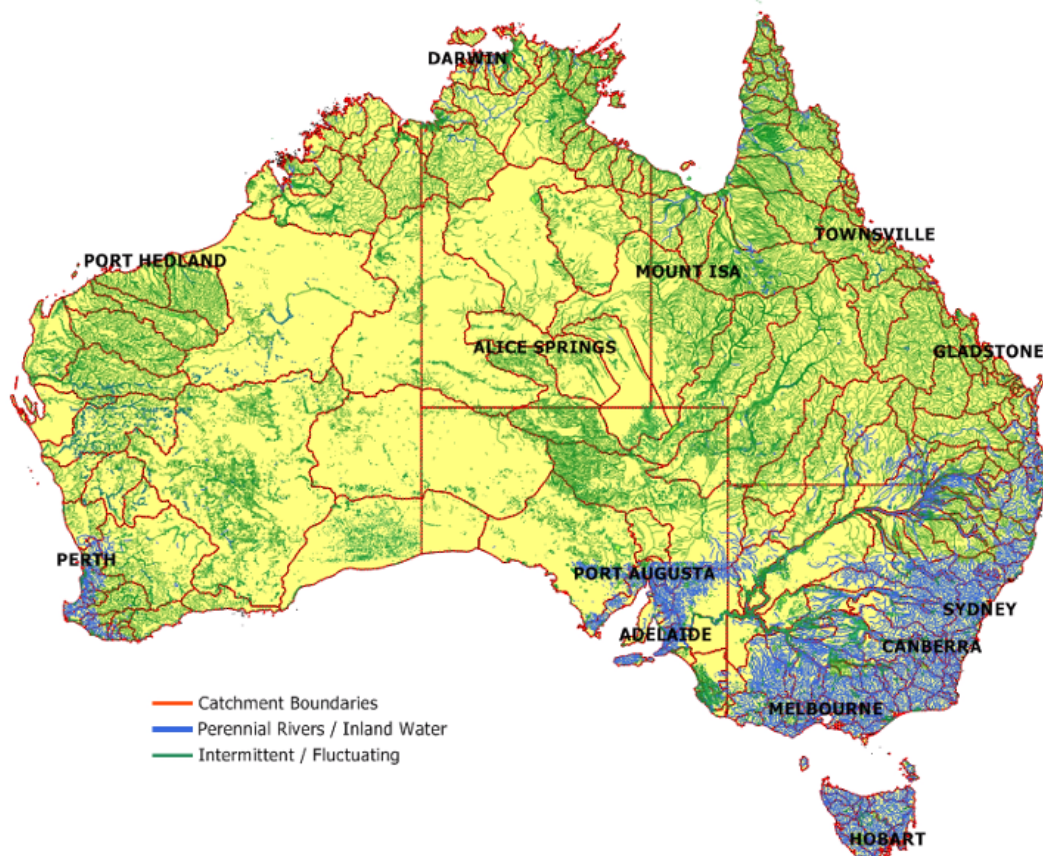 DARWIN
TOWNSVILLE
PORT HEDLAND
MOUNT ISA
ALICE SPRINGS
GLADSTONE
PERTH
PORT AUGUSTA
SYDNEY
ADELAIDE
CANBERRA
Catchment Boundaries
MELBOURNE
Perennial Rivers / Inland Water
Intermittent / Fluctuating
HOBART